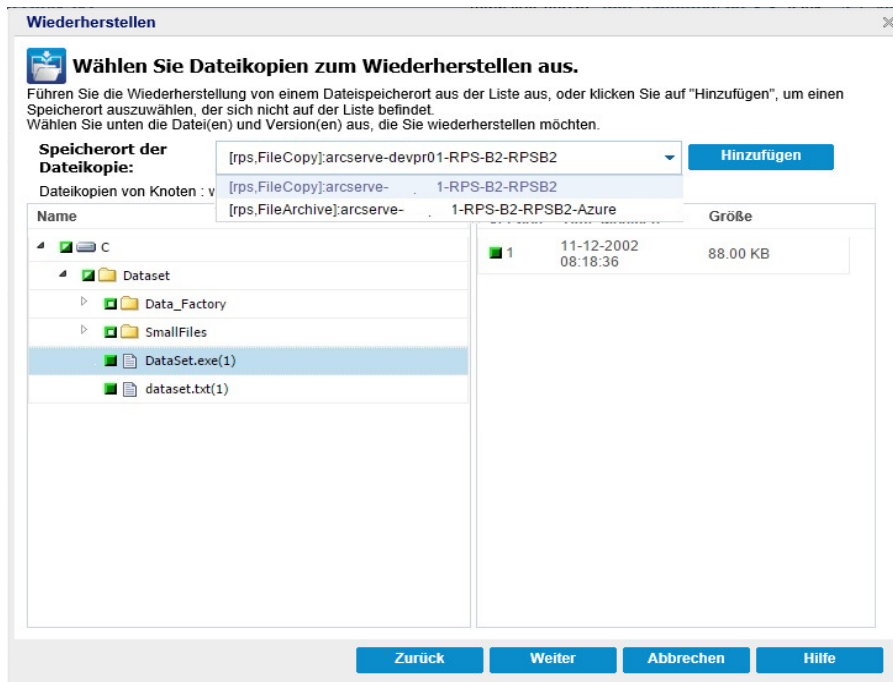 Wiederherstellen
Wählen Sie Dateikopien zum Wiederherstellen aus.
Führen Sie die Wiederherstellung von einem Dateispeicherort aus der Liste aus, oder klicken Sie auf "Hinzufügen", um einen
Speicherort auszuwählen, der sich nicht auf der Liste befindet.
Wählen Sie unten die Datei(en) und Version(en) aus, die Sie wiederherstellen möchten.
Speicherort der
Dateikopie:
[rps,FileCopy]:arcserve-devpr01-RPS-B2-RPSB2
Hinzufügen
Dateikopien von Knoten :
[rps,FileCopy]:arcserve- . 1-RPS-B2-RPSB2
[rps,FileArchive]:arcserve- . 1-RPS-B2-RPSB2-Azure
Name
Größe
C
1
11-12-2002
08:18:36
88.00 KB
Dataset
Data_Factory
SmallFiles
DataSet.exe(1)
dataset.txt(1)
Zurück
Weiter
Abbrechen
Hilfe